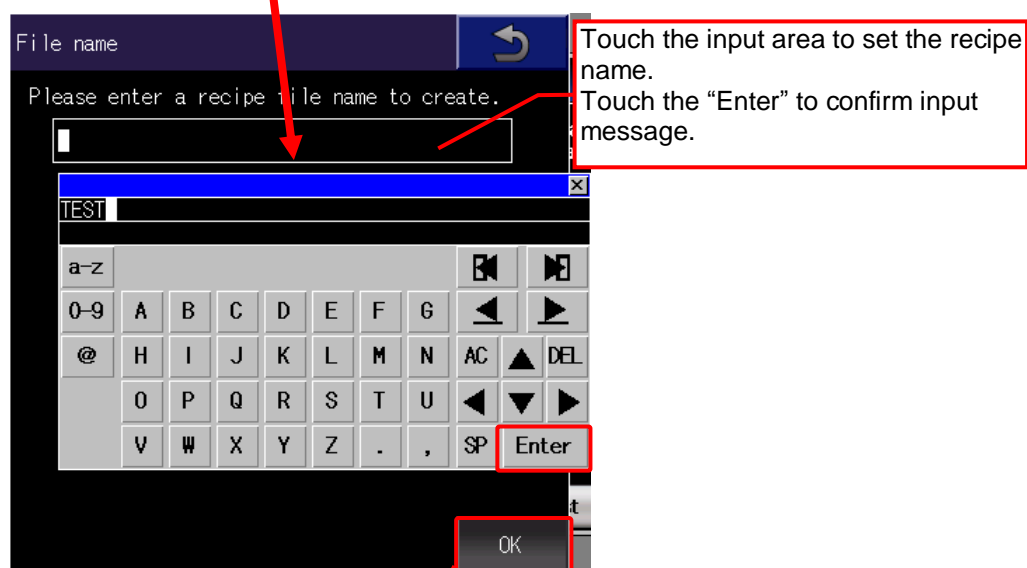 File name
Touch the input area to set the recipe
name.
Touch the “Enter” to confirm input
message.
Please enter a recipe file name to create.
TEST
a-z
0-9 A B C D E F G
@ H I J K L M N AC DEL
O P Q R S T U
V W X Y Z . , SP Enter
t
OK